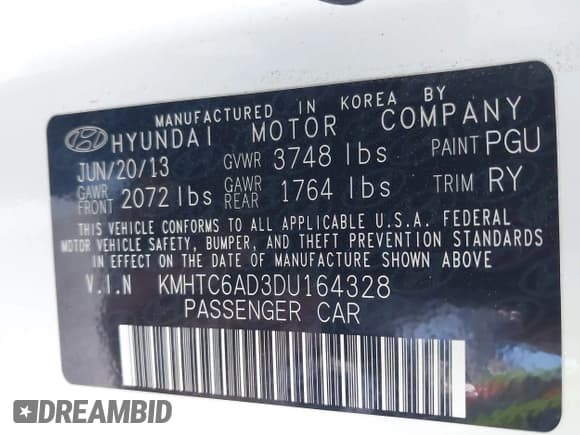 MANUFACTURED IN KOREA BY
HYUNDAI MOTOR COMPANY
JUN/20/13 GVWR 3748 lbs PAINT PGU
GAWR FRONT 2072 lbs GAWR REAR 1764 lbs TRIM RY
THIS VEHICLE CONFORMS TO ALL APPLICABLE U.S.A. FEDERAL
MOTOR VEHICLE SAFETY, BUMPER, AND THEFT PREVENTION STANDARDS
IN EFFECT ON THE DATE OF MANUFACTURE SHOWN ABOVE.
V.I.N KMHTC6AD3DU164328
PASSENGER CAR
DREAMBID